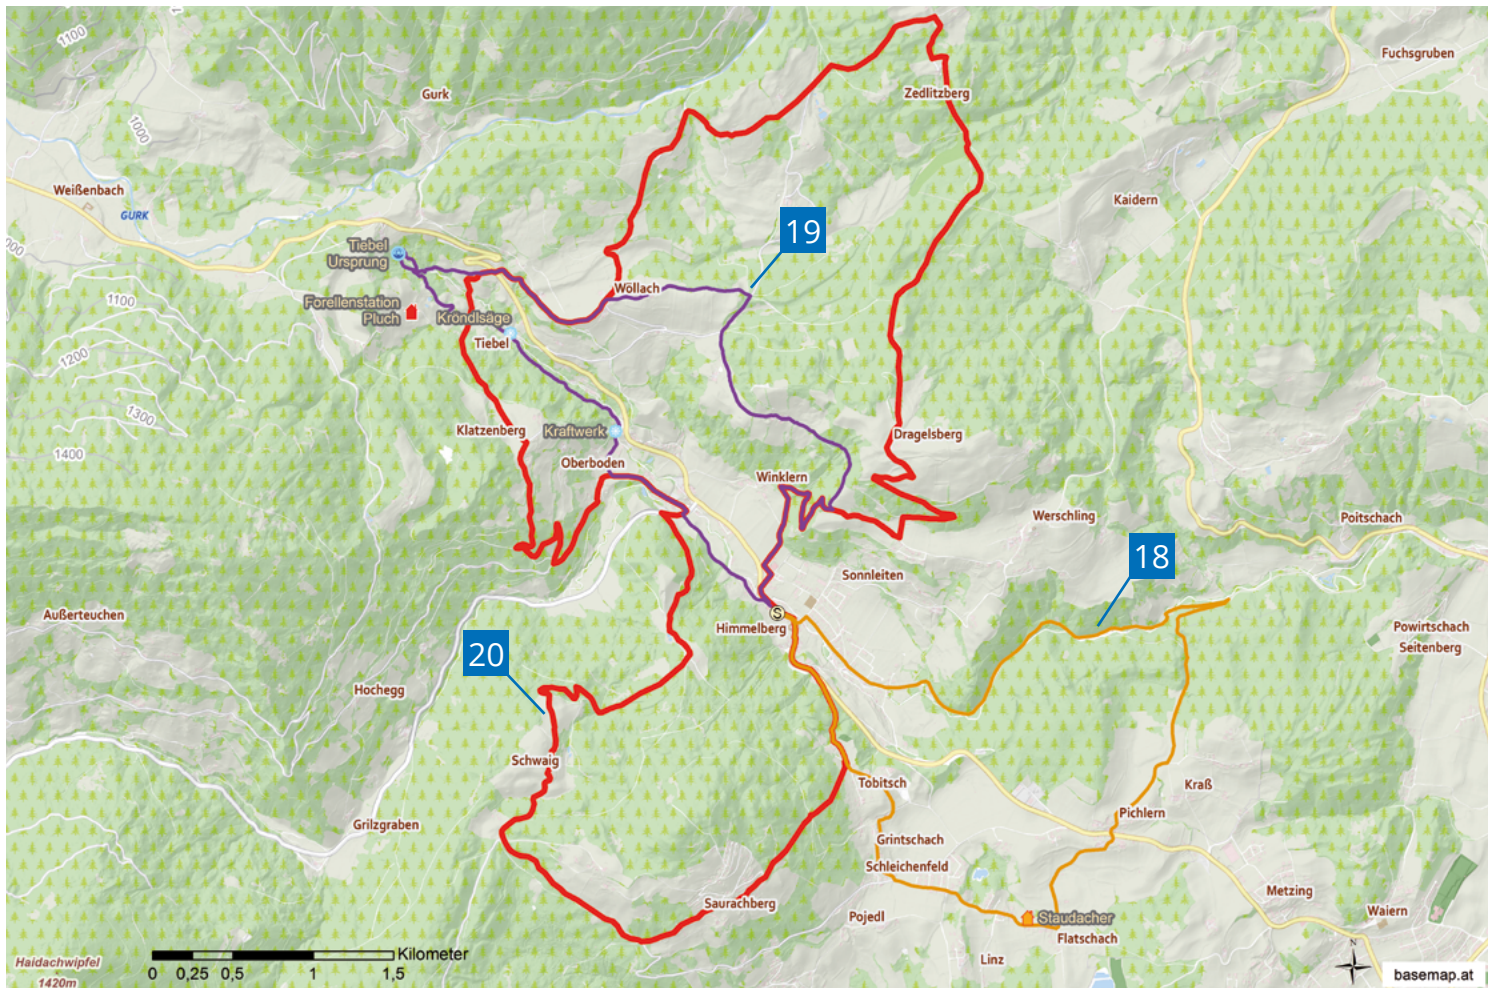 1100
Gurk
Fuchsgruben
Zedlitzberg
1000
Weißenbach
GURK
Kaidern
19
Tiebel
Ursprung
1100
Forellenstation
Pluch
Wöllach
Krondlsäge
Tiebel
1200
1300
Klatzenberg
Kraftwerk
Dragelsberg
1400
Oberboden
Winklern
Werschling
Poitschach
18
Sonnleiten
Außerteuchen
S
Himmelberg
Powirtschach
Seitenberg
20
Hochegg
Schwaig
Tobitsch
Kraß
Pichlern
Grilzgraben
Grintschach
Schleichenfeld
Metzing
Saurachberg
Pojedl
Staudacher
Waiern
Flatschach
Linz
Haidachwipfel
1420m
Kilometer
0 0,25 0,5 1 1,5
N
basemap.at